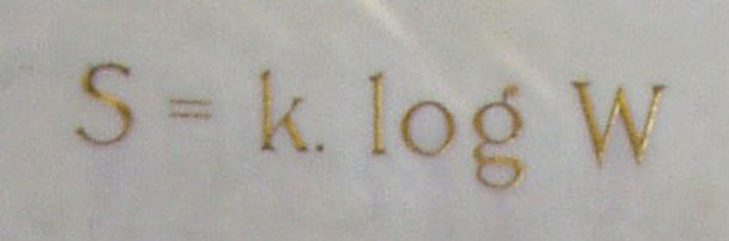 S = k. log W